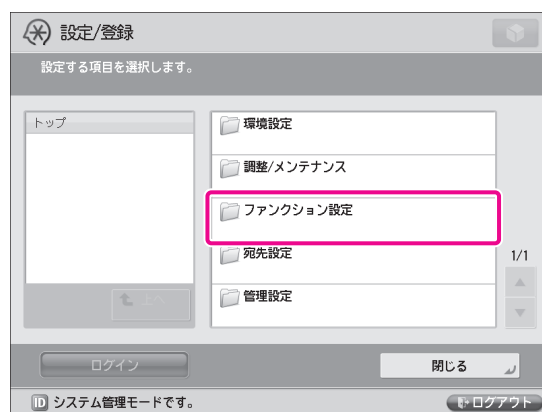 設定/登録
設定する項目を選択します。
トップ
環境設定
調整/メンテナンス
ファンクション設定
宛先設定
1/1
管理設定
上へ
ログイン
閉じる
ID システム管理モードです。
ログアウト